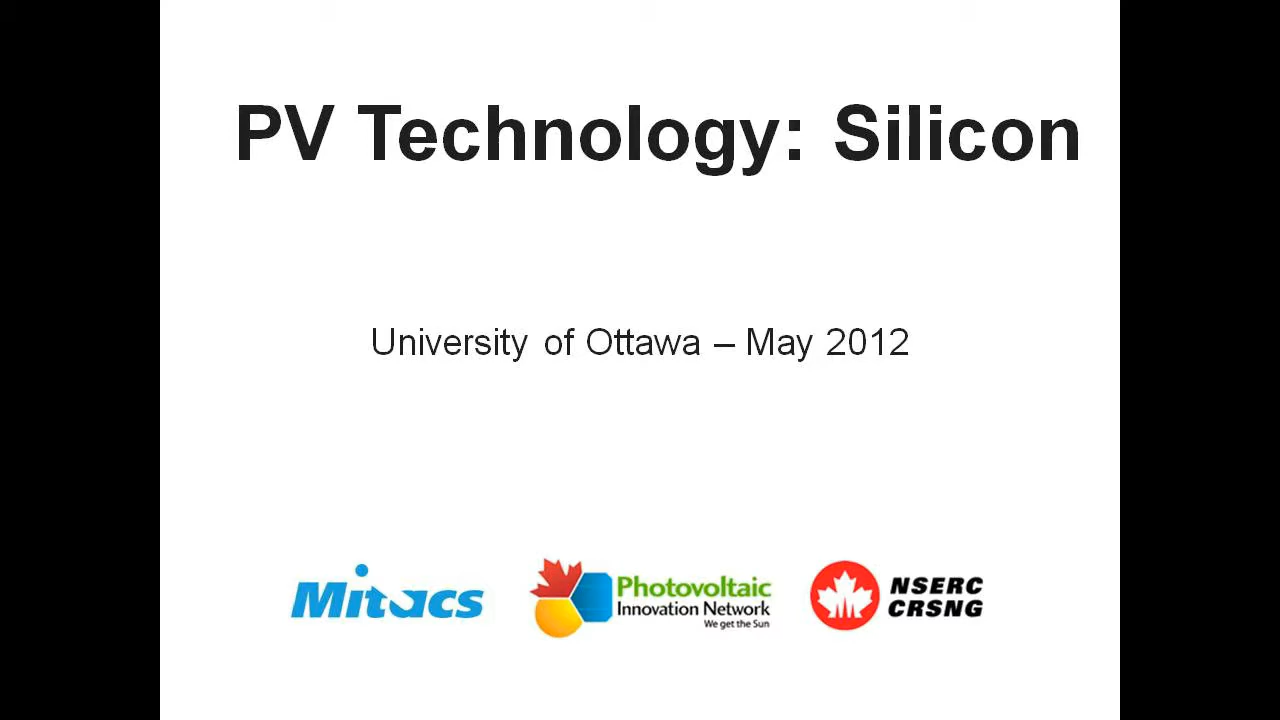 PV Technology: Silicon
University of Ottawa – May 2012
Mitacs
Photovoltaic
Innovation Network
We get the Sun
NSERC
CRSNG